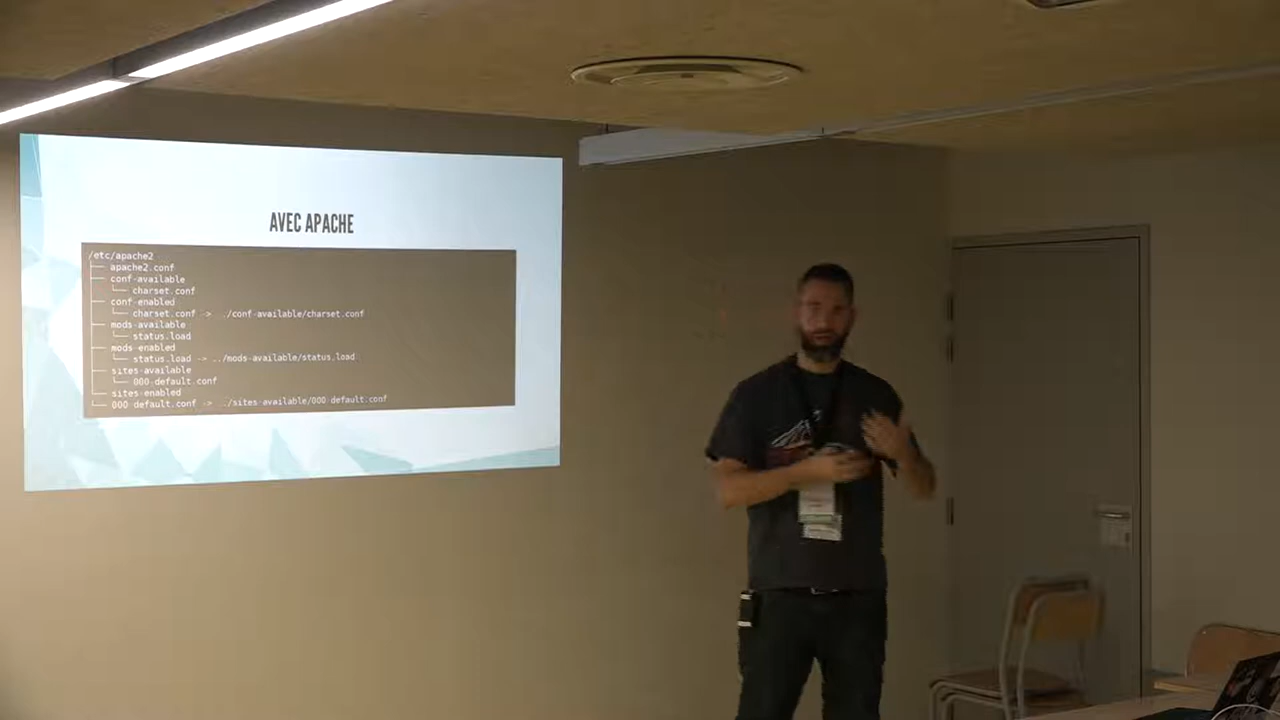 AVEC APACHE
/etc/apache2
├── apache2.conf
├── conf-available
│   └── charset.conf
├── conf-enabled
│   └── charset.conf -> ../conf-available/charset.conf
├── mods-available
│   └── status.load
├── mods-enabled
│   └── status.load -> ../mods-available/status.load
├── sites-available
│   └── 000-default.conf
└── sites-enabled
└── 000-default.conf -> ../sites-available/000-default.conf